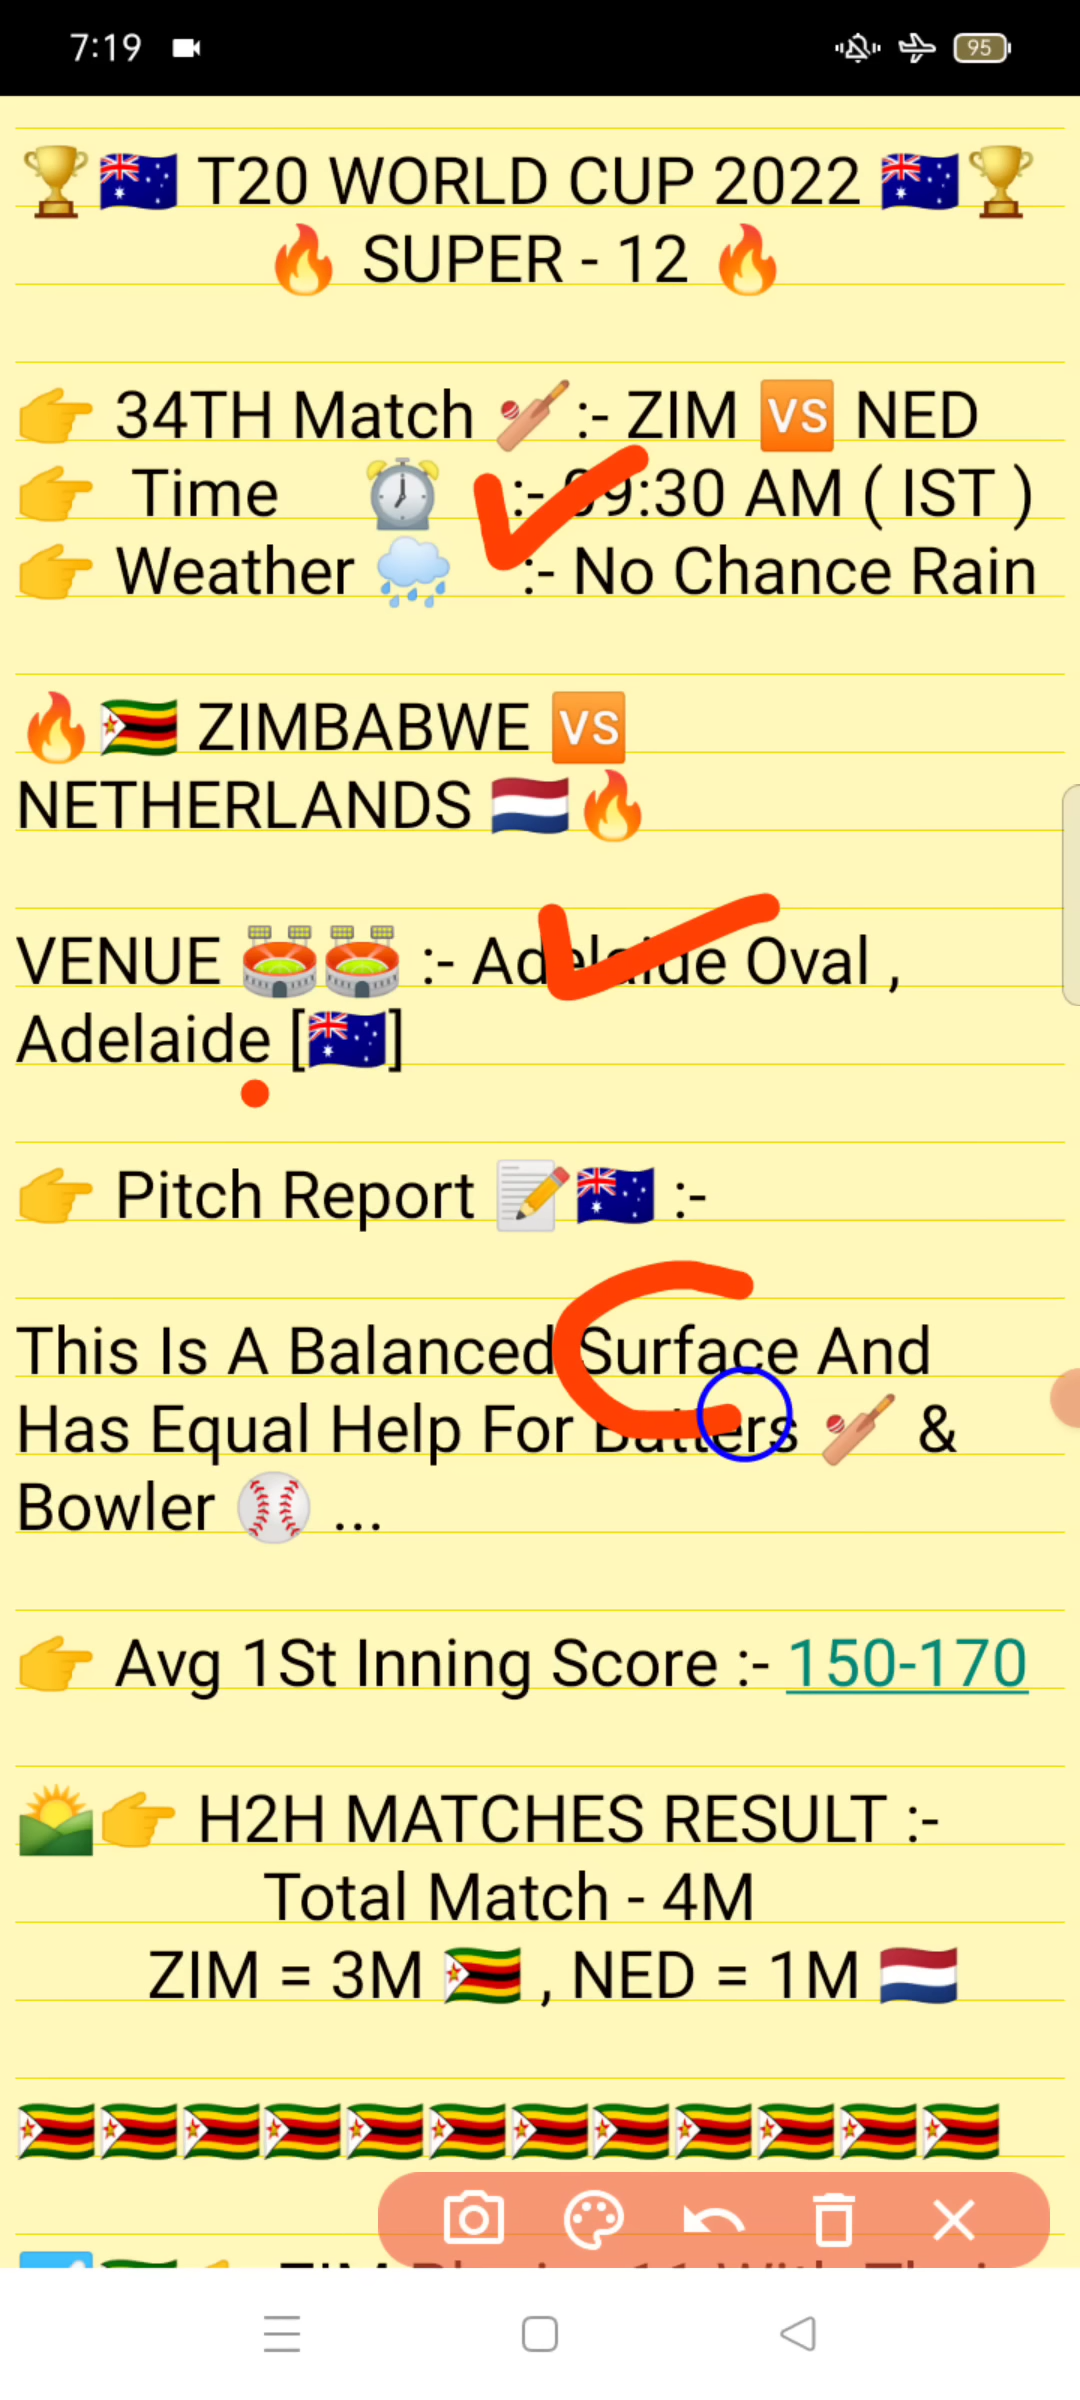 7:19
95
🏆🇦🇺 T20 WORLD CUP 2022 🇦🇺🏆
🔥 SUPER - 12 🔥
👉 34TH Match 🏏 :- ZIM 🆚 NED
👉 Time ⏰ :- 09:30 AM ( IST )
👉 Weather 🌧 :- No Chance Rain
🔥🇿🇼 ZIMBABWE 🆚
NETHERLANDS 🇳🇱🔥
VENUE 🏟🏟 :- Adelaide Oval ,
Adelaide [🇦🇺]
👉 Pitch Report 📝🇦🇺 :-
This Is A Balanced Surface And
Has Equal Help For Batters 🏏 &
Bowler ⚾ ...
👉 Avg 1St Inning Score :- 150-170
🌄👉 H2H MATCHES RESULT :-
Total Match - 4M
ZIM = 3M 🇿🇼 , NED = 1M 🇳🇱
🇿🇼🇿🇼🇿🇼🇿🇼🇿🇼🇿🇼🇿🇼🇿🇼🇿🇼🇿🇼🇿🇼🇿🇼